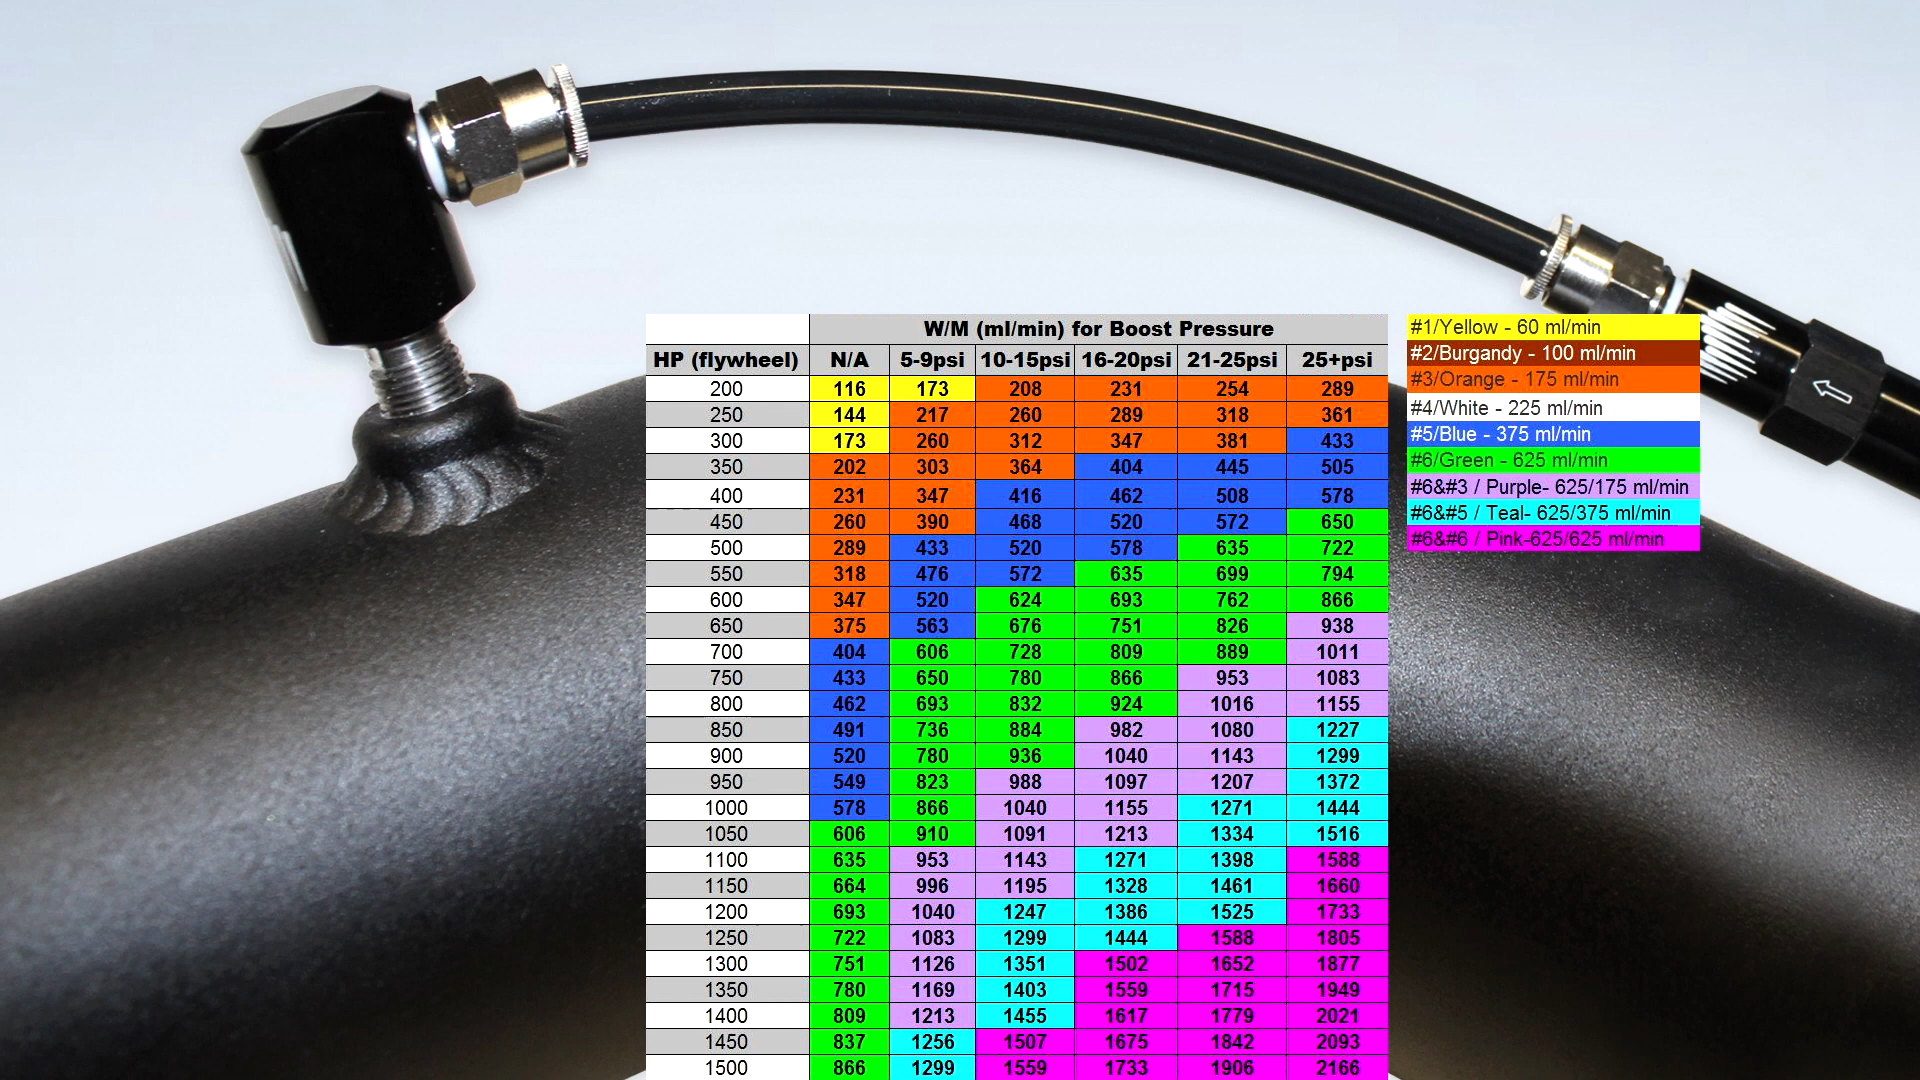 W/M (ml/min) for Boost Pressure
HP (flywheel) N/A 5-9psi 10-15psi 16-20psi 21-25psi 25+psi
200 116 173 208 231 254 289
250 144 217 260 289 318 361
300 173 260 312 347 381 433
350 202 303 364 404 445 505
400 231 347 416 462 508 578
450 260 390 468 520 572 650
500 289 433 520 578 635 722
550 318 476 572 635 699 794
600 347 520 624 693 762 866
650 375 563 676 751 826 938
700 404 606 728 809 889 1011
750 433 650 780 866 953 1083
800 462 693 832 924 1016 1155
850 491 736 884 982 1080 1227
900 520 780 936 1040 1143 1299
950 549 823 988 1097 1207 1372
1000 578 866 1040 1155 1271 1444
1050 606 910 1091 1213 1334 1516
1100 635 953 1143 1271 1398 1588
1150 664 996 1195 1328 1461 1660
1200 693 1040 1247 1386 1525 1733
1250 722 1083 1299 1444 1588 1805
1300 751 1126 1351 1502 1652 1877
1350 780 1169 1403 1559 1715 1949
1400 809 1213 1455 1617 1779 2021
1450 837 1256 1507 1675 1842 2093
1500 866 1299 1559 1733 1906 2166
#1/Yellow - 60 ml/min
#2/Burgandy - 100 ml/min
#3/Orange - 175 ml/min
#4/White - 225 ml/min
#5/Blue - 375 ml/min
#6/Green - 625 ml/min
#6&#3 / Purple- 625/175 ml/min
#6&#5 / Teal- 625/375 ml/min
#6&#6 / Pink-625/625 ml/min